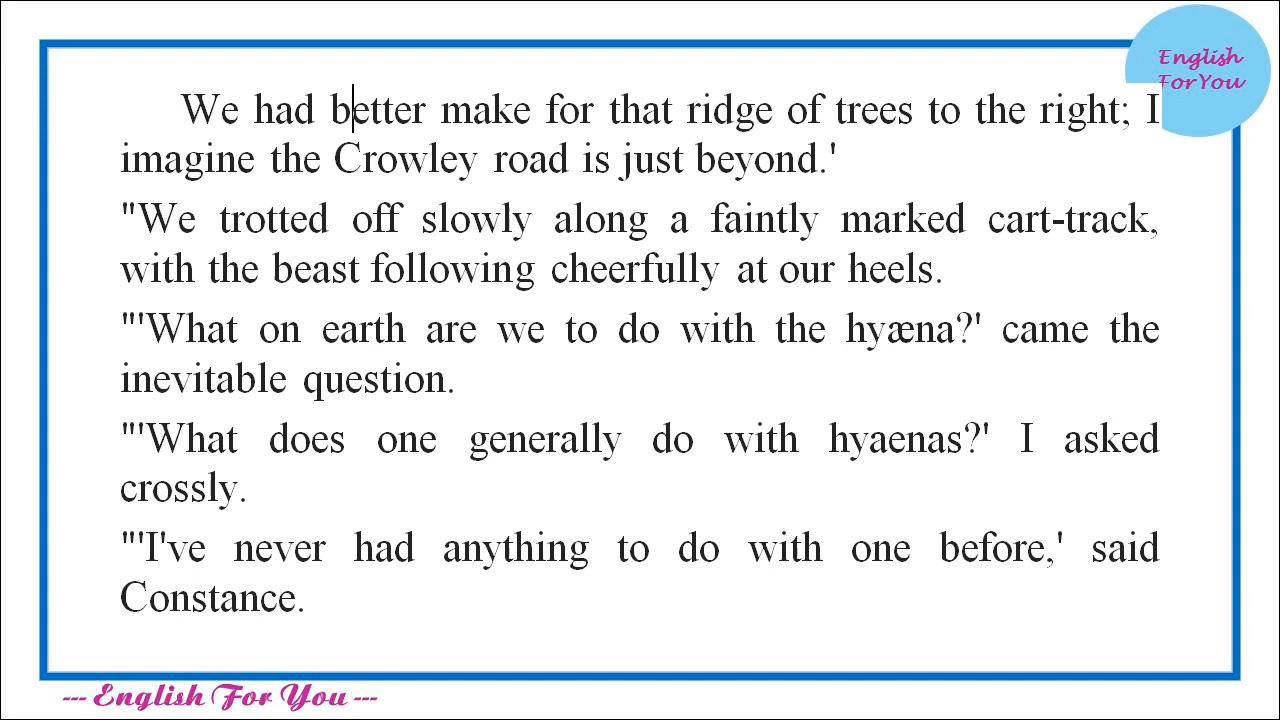 English
ForYou
We had better make for that ridge of trees to the right; I
imagine the Crowley road is just beyond.'
"We trotted off slowly along a faintly marked cart-track,
with the beast following cheerfully at our heels.
"'What on earth are we to do with the hyæna?' came the
inevitable question.
"'What does one generally do with hyaenas?' I asked
crossly.
"'I've never had anything to do with one before,' said
Constance.
--- English For You ---